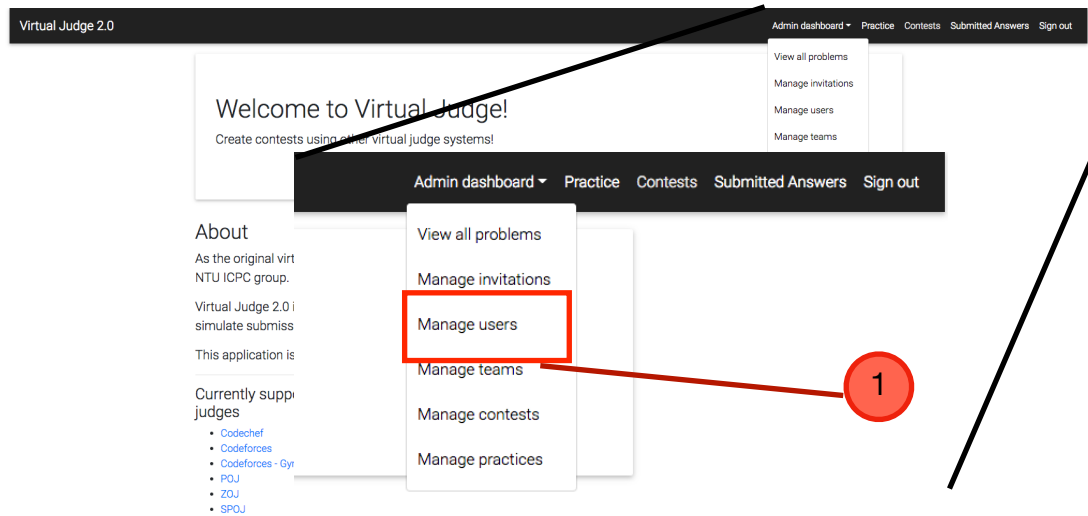 Virtual Judge 2.0
Admin dashboard Practice Contests Submitted Answers Sign out
View all problems
Manage invitations
Manage users
Manage teams
Welcome to Virtual Judge!
Create contests using other virtual judge systems!
Admin dashboard Practice Contests Submitted Answers Sign out
View all problems
Manage invitations
Manage users
Manage teams
Manage contests
Manage practices
1
About
As the original virt
NTU ICPC group.
Virtual Judge 2.0 i
simulate submiss
This application is
Currently supp
judges
Codechef
Codeforces
Codeforces - Gyr
POJ
ZOJ
SPOJ